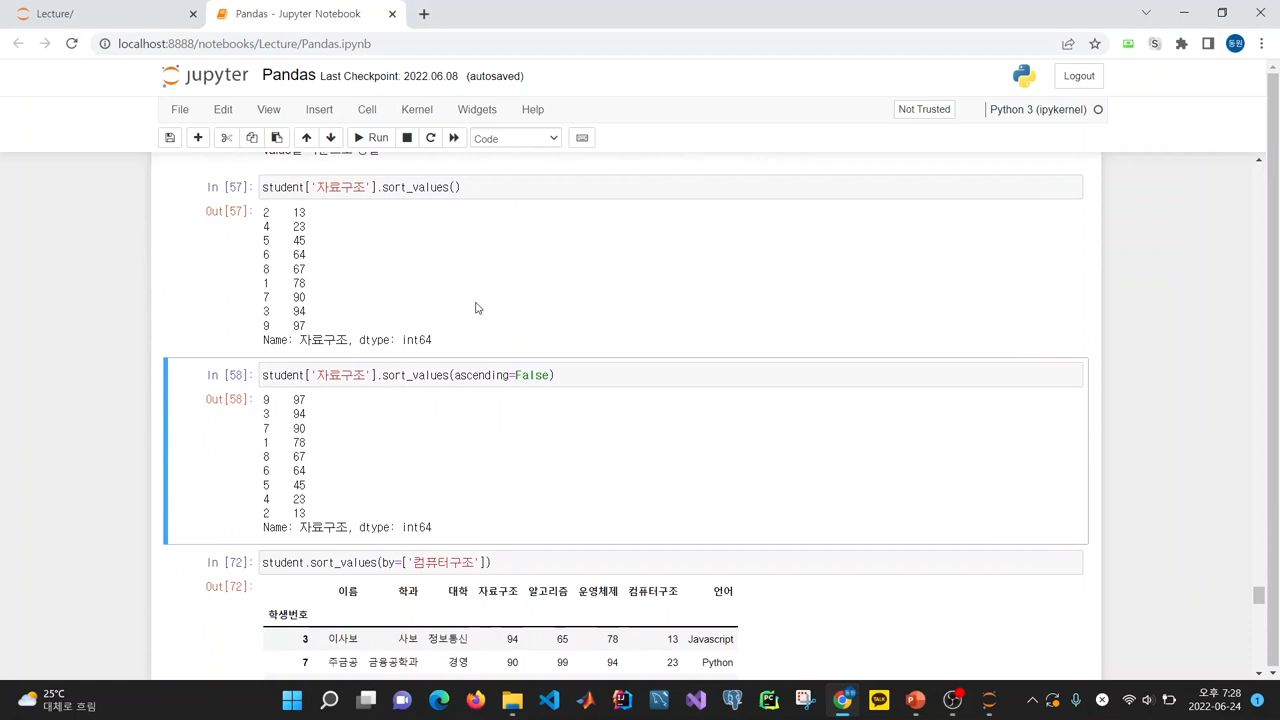 Lecture/
Pandas - Jupyter Notebook
localhost:8888/notebooks/Lecture/Pandas.ipynb
동원
jupyter Pandas Last Checkpoint: 2022.06.08 (autosaved)
Logout
File Edit View Insert Cell Kernel Widgets Help
Not Trusted
Python 3 (ipykernel)
Run
Code
In [57]: student['자료구조'].sort_values()
Out[57]: 2 13
4 23
5 45
6 64
8 67
1 78
7 90
3 94
9 97
Name: 자료구조, dtype: int64
In [58]: student['자료구조'].sort_values(ascending=False)
Out[58]: 9 97
3 94
7 90
1 78
8 67
6 64
5 45
4 23
2 13
Name: 자료구조, dtype: int64
In [72]: student.sort_values(by=['컴퓨터구조'])
Out[72]: 이름 학과 대학 자료구조 알고리즘 운영체제 컴퓨터구조 언어
학생번호
3 이사보 사보 정보통신 94 65 78 13 Javascript
7 주금공 금융공학과 경영 90 99 94 23 Python
25°C
대체로 흐림
오후 7:28
2022-06-24